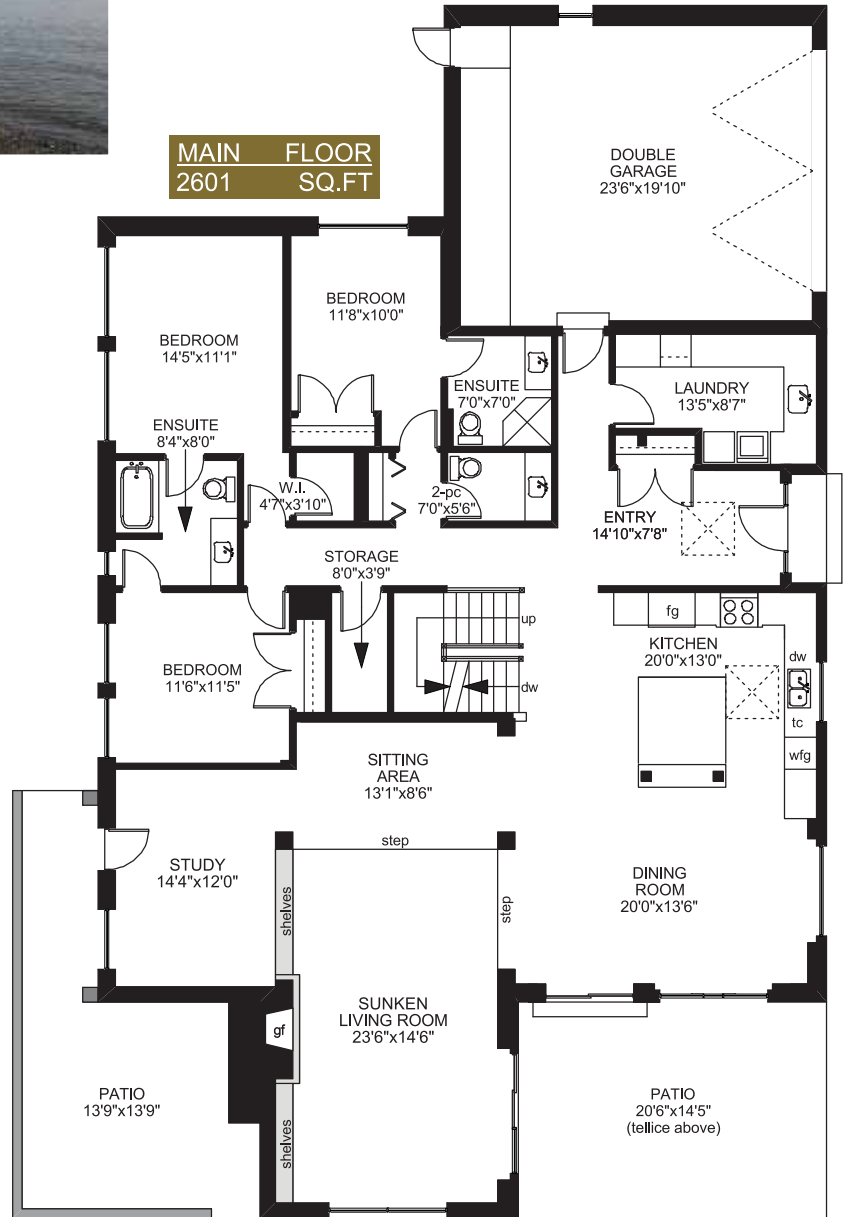 MAIN FLOOR
2601 SQ.FT
DOUBLE
GARAGE
23'6"x19'10"
BEDROOM
11'8"x10'0"
BEDROOM
14'5"x11'1"
ENSUITE
7'0"x7'0"
LAUNDRY
13'5"x8'7"
ENSUITE
8'4"x8'0"
W.I.
4'7"x3'10"
2-pc
7'0"x5'6"
ENTRY
14'10"x7'8"
STORAGE
8'0"x3'9"
up
dw
fg
KITCHEN
20'0"x13'0"
dw
tc
wfg
BEDROOM
11'6"x11'5"
SITTING
AREA
13'1"x8'6"
step
STUDY
14'4"x12'0"
shelves
step
DINING
ROOM
20'0"x13'6"
SUNKEN
LIVING ROOM
23'6"x14'6"
gf
PATIO
13'9"x13'9"
shelves
PATIO
20'6"x14'5"
(tellice above)